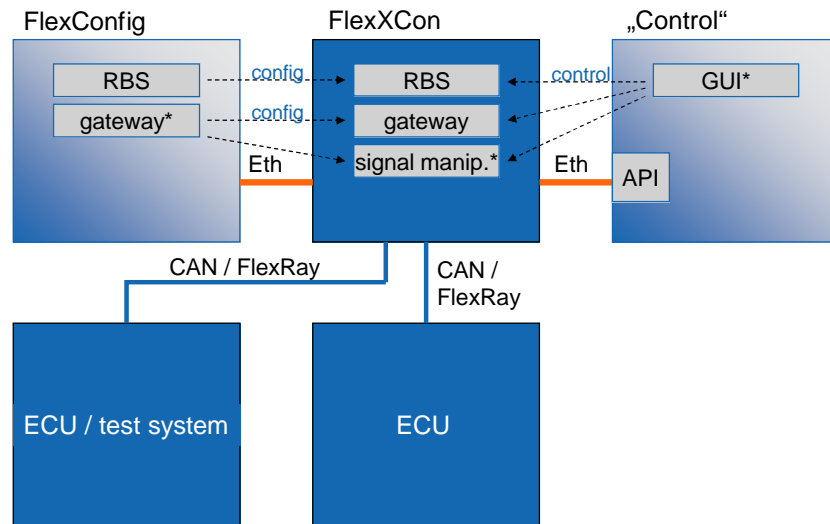 FlexConfig
FlexXCon
„Control“
RBS
config
RBS
control
GUI*
gateway*
config
gateway
signal manip.*
Eth
Eth
API
CAN / FlexRay
CAN /
FlexRay
ECU / test system
ECU